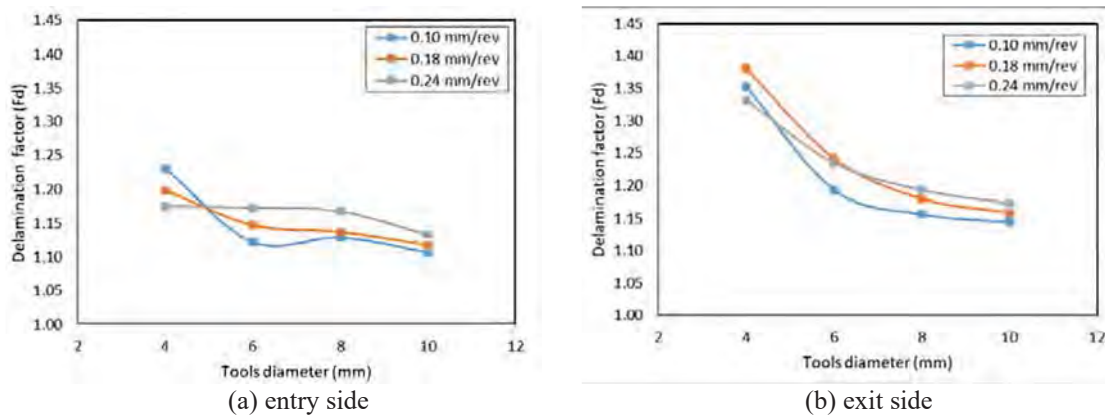 1.45
1.40
1.35
1.30
1.25
1.20
1.15
1.10
1.05
1.00
Delamination factor (Fd)
0.10 mm/rev
0.18 mm/rev
0.24 mm/rev
2 4 6 8 10 12
Tools diameter (mm)
(a) entry side
1.45
1.40
1.35
1.30
1.25
1.20
1.15
1.10
1.05
1.00
Delamination factor (Fd)
0.10 mm/rev
0.18 mm/rev
0.24 mm/rev
2 4 6 8 10 12
Tools diameter (mm)
(b) exit side